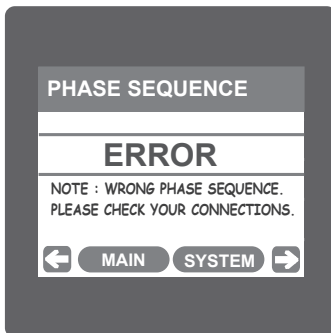 PHASE SEQUENCE
ERROR
NOTE : WRONG PHASE SEQUENCE.
PLEASE CHECK YOUR CONNECTIONS.
MAIN SYSTEM